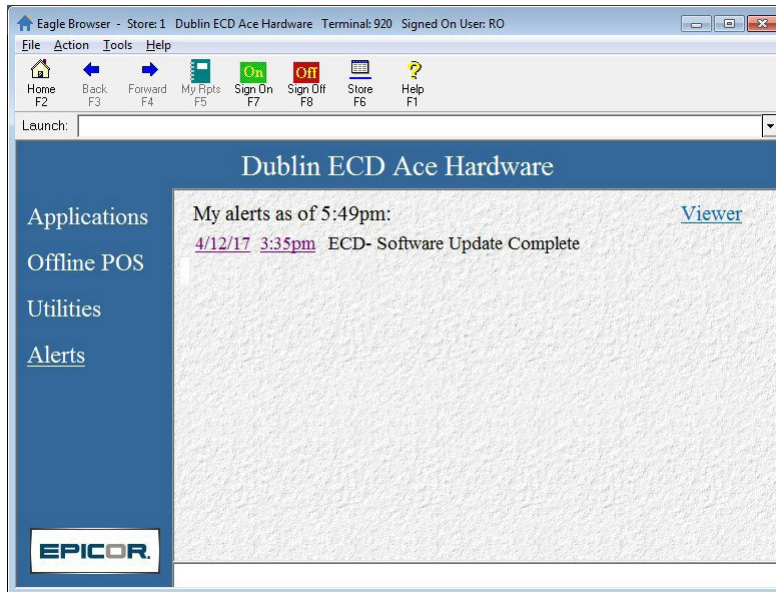 Eagle Browser - Store: 1 Dublin ECD Ace Hardware Terminal: 920 Signed On User: RO
File Action Tools Help
On Off ?
Home Back Forward My Rpts Sign On Sign Off Store Help
F2 F3 F4 F5 F7 F8 F6 F1
Launch:
Dublin ECD Ace Hardware
Applications
Offline POS
Utilities
Alerts
My alerts as of 5:49pm: Viewer
4/12/17 3:35pm ECD- Software Update Complete
EPICOR.